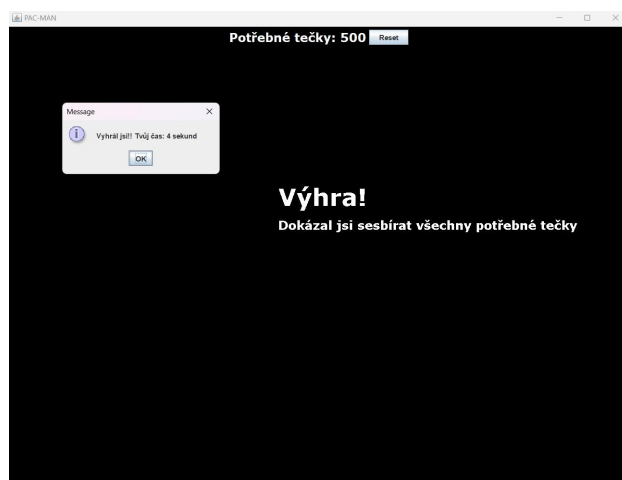 PAC-MAN
Potřebné tečky: 500 Reset
Message
Vyhrál jsi!! Tvůj čas: 4 sekund
OK
Výhra!
Dokázal jsi sesbírat všechny potřebné tečky